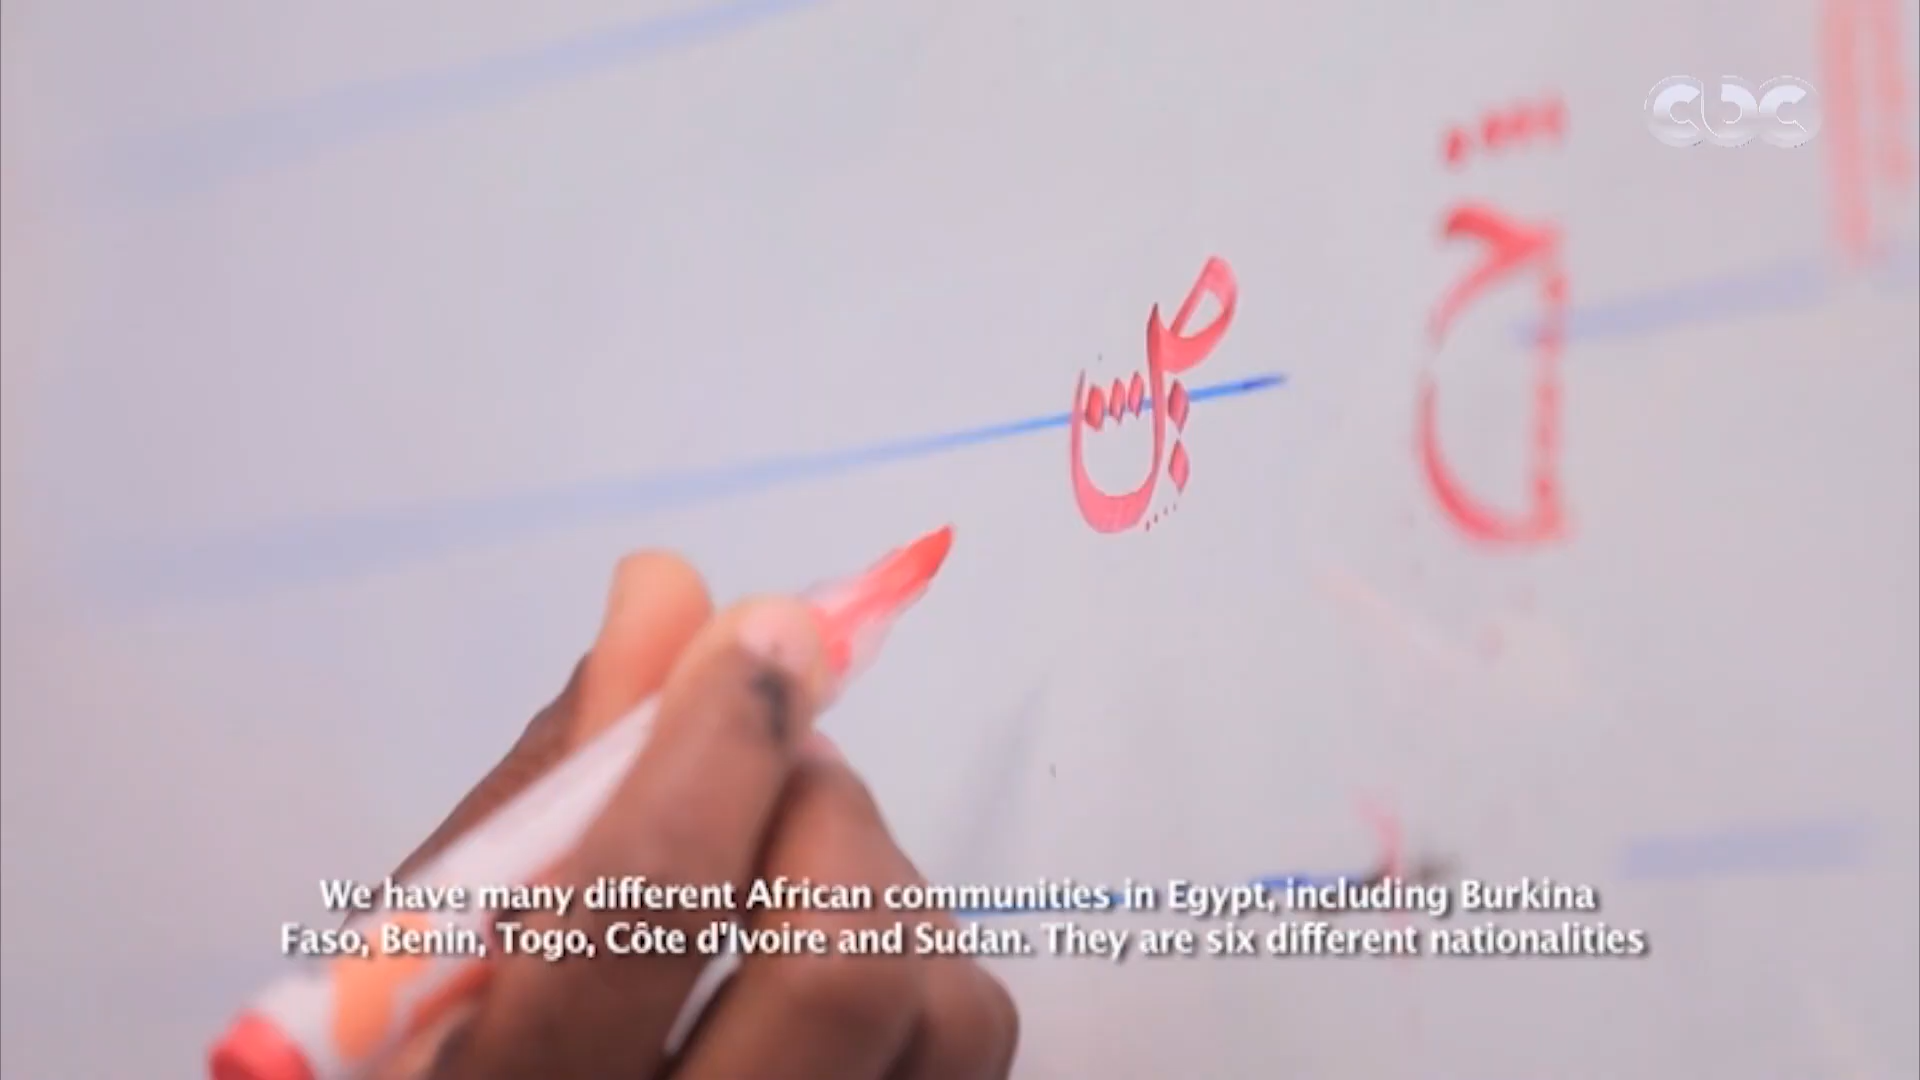 cbc
ص
ح
We have many different African communities in Egypt, including Burkina
Faso, Benin, Togo, Côte d'Ivoire and Sudan. They are six different nationalities